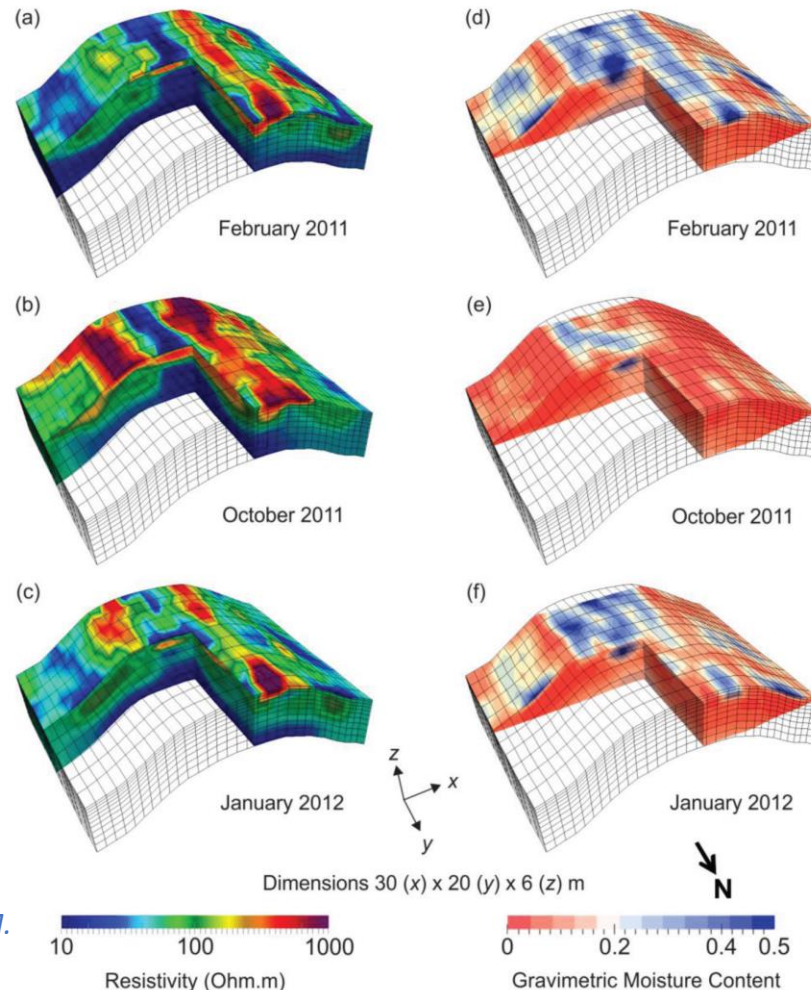 (a)
(d)
February 2011
February 2011
(b)
(e)
October 2011
October 2011
(c)
(f)
January 2012
z
x
y
January 2012
N
Dimensions 30 (x) x 20 (y) x 6 (z) m
10 100 1000
Resistivity (Ohm.m)
0 0.2 0.4 0.5
Gravimetric Moisture Content